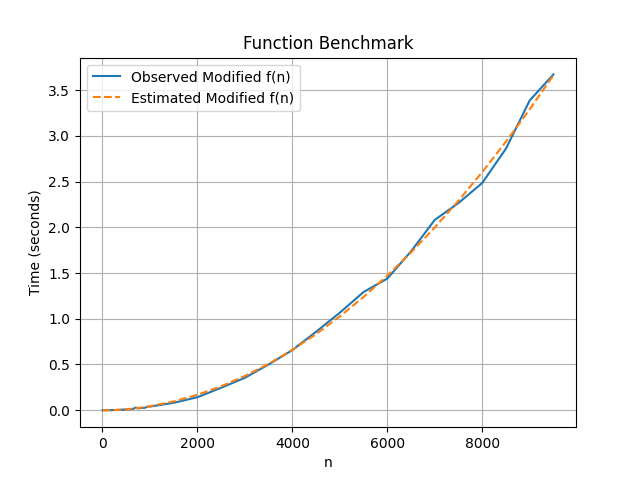 Function Benchmark
Observed Modified f(n)
Estimated Modified f(n)
Time (seconds)
3.5
3.0
2.5
2.0
1.5
1.0
0.5
0.0
0 2000 4000 6000 8000
n